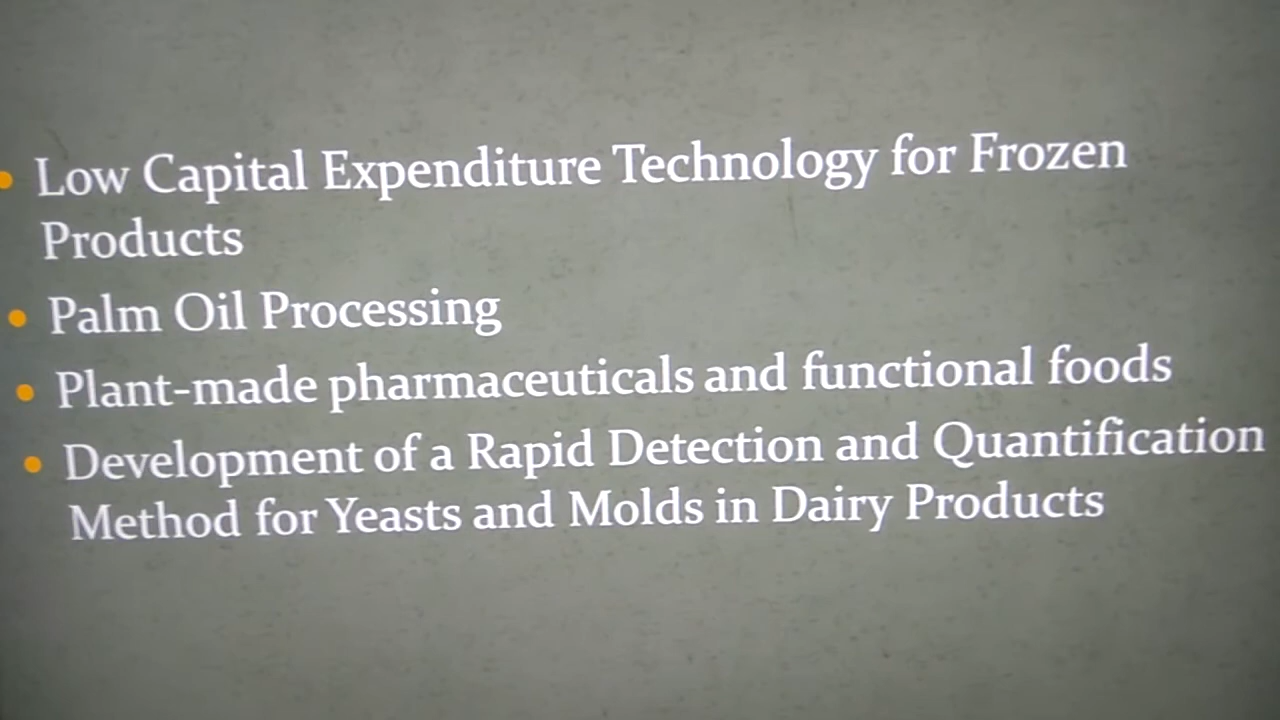 • Low Capital Expenditure Technology for Frozen
Products
• Palm Oil Processing
• Plant-made pharmaceuticals and functional foods
• Development of a Rapid Detection and Quantification
Method for Yeasts and Molds in Dairy Products